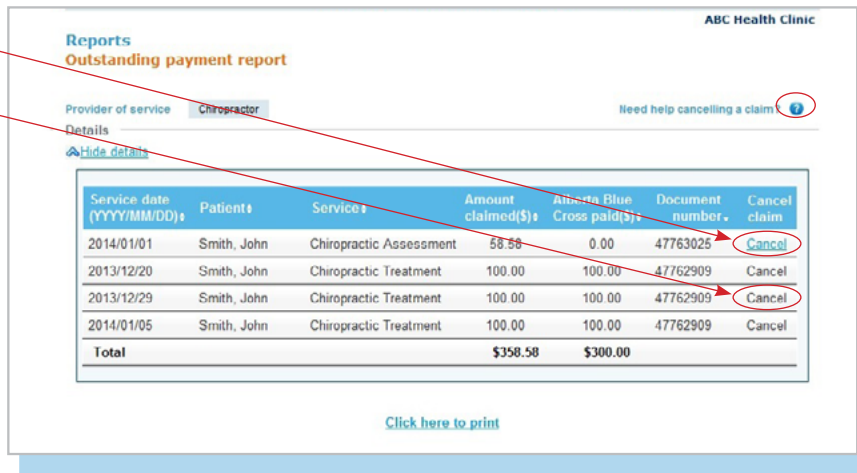 ABC Health Clinic
Reports
Outstanding payment report
Provider of service Chiropractor Need help cancelling a claim? ?
Details
Hide details
Service date (YYYY/MM/DD) Patient Service Amount claimed($) Alberta Blue Cross paid($) Document number Cancel claim
2014/01/01 Smith, John Chiropractic Assessment 58.58 0.00 47763025 Cancel
2013/12/20 Smith, John Chiropractic Treatment 100.00 100.00 47762909 Cancel
2013/12/29 Smith, John Chiropractic Treatment 100.00 100.00 47762909 Cancel
2014/01/05 Smith, John Chiropractic Treatment 100.00 100.00 47762909 Cancel
Total $358.58 $300.00
Click here to print